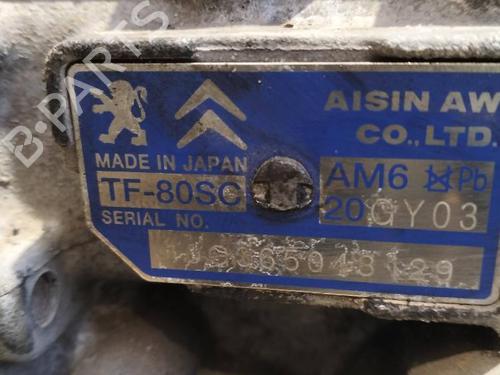 AISIN AW
CO., LTD.
MADE IN JAPAN
TF-80SC
AM6 Pb
SERIAL NO.
20GY03
B-PARTS